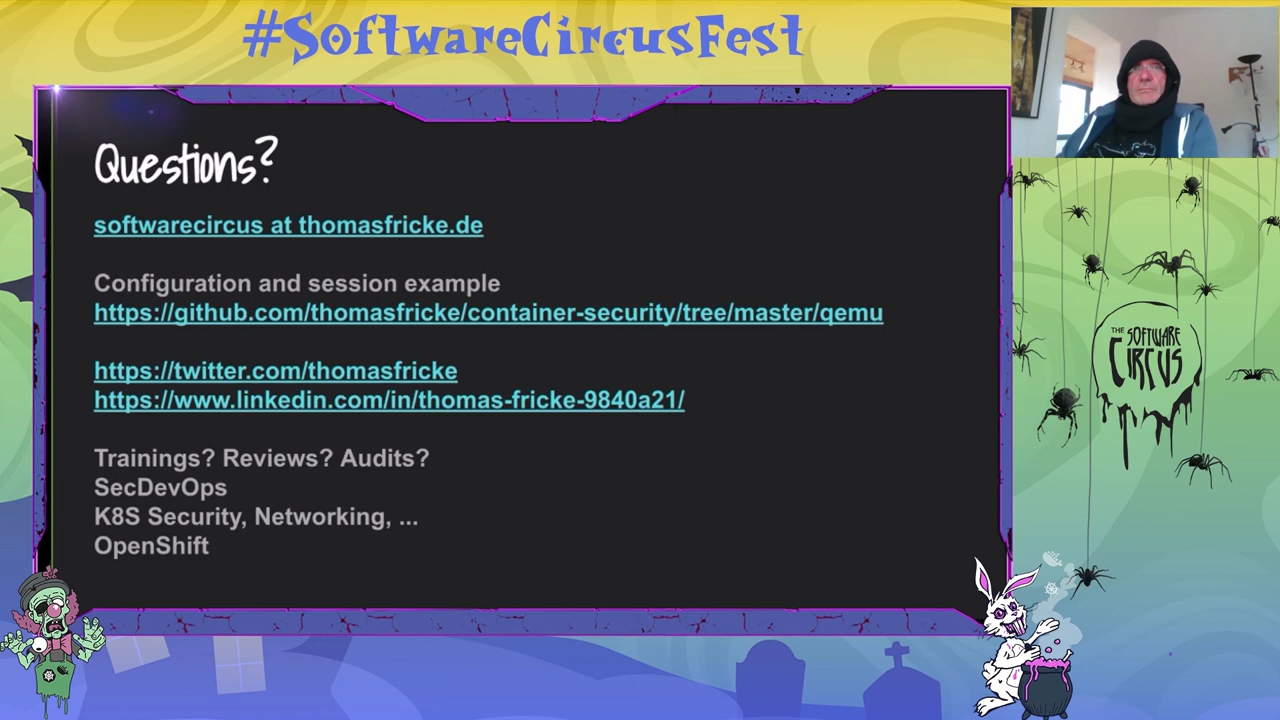 #SoftwareCircusFest
Questions?
softwarecircus at thomasfricke.de
Configuration and session example
https://github.com/thomasfricke/container-security/tree/master/qemu
https://twitter.com/thomasfricke
https://www.linkedin.com/in/thomas-fricke-9840a21/
Trainings? Reviews? Audits?
SecDevOps
K8S Security, Networking, ...
OpenShift
THE SOFTWARE
CIRCUS